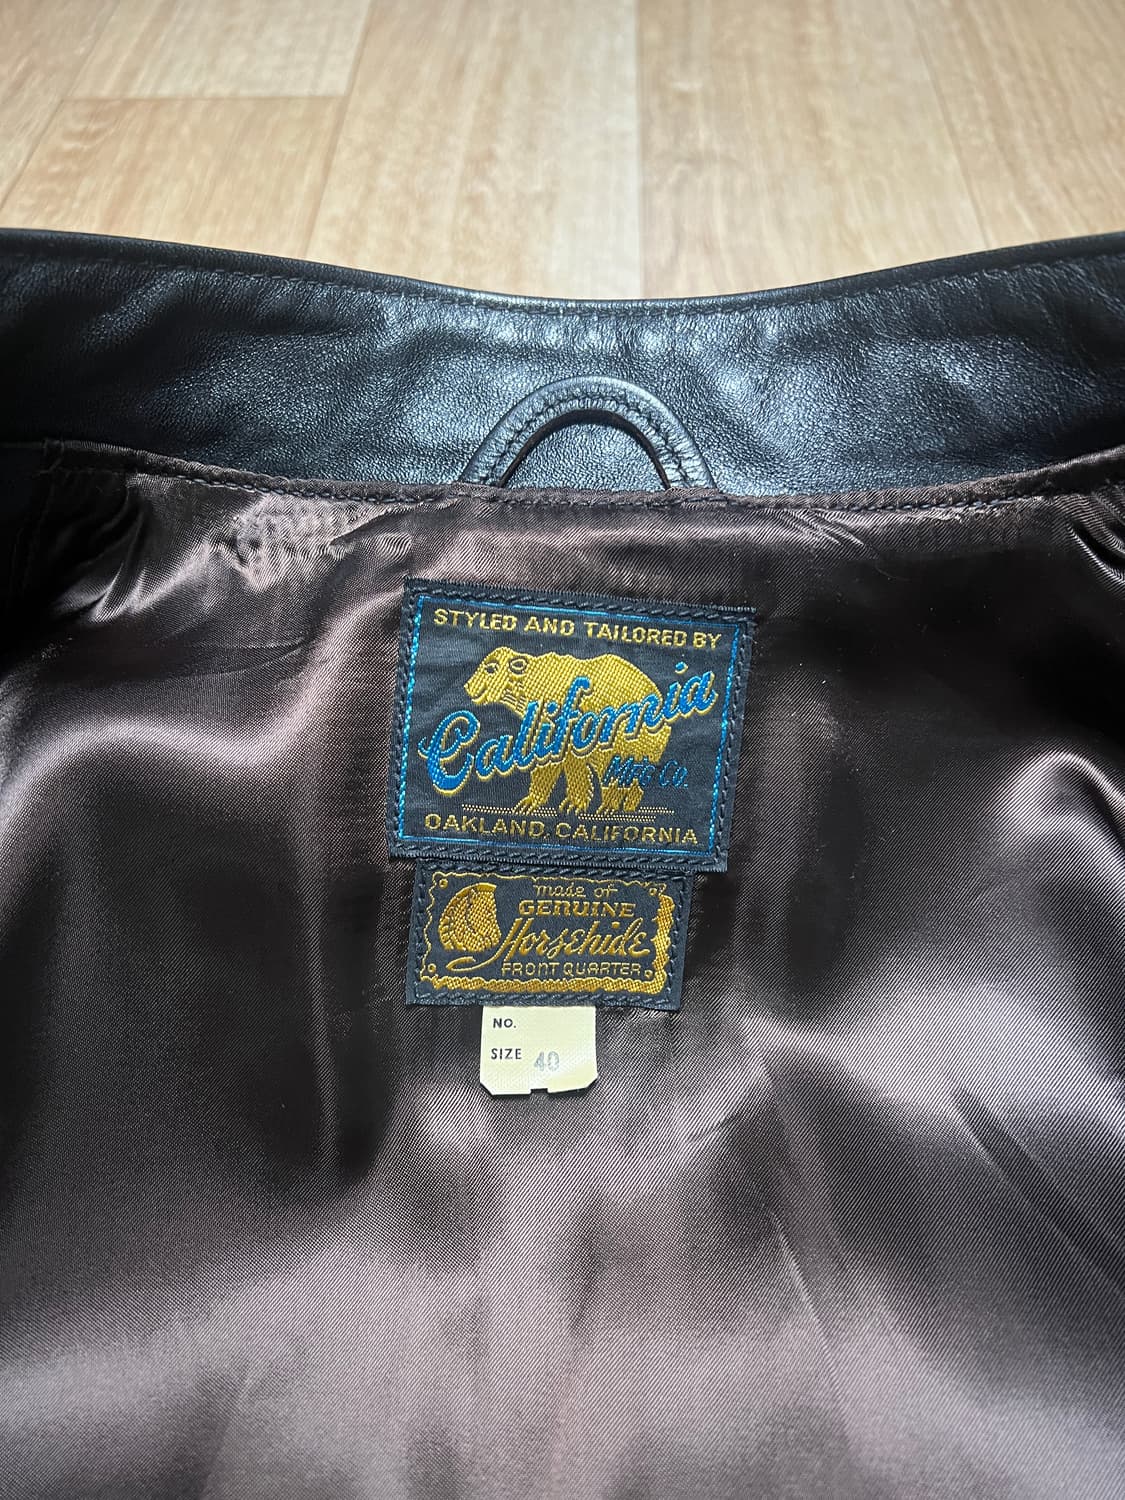 STYLED AND TAILORED BY
California
MFG Co.
OAKLAND, CALIFORNIA
made of
GENUINE
Horsehide
FRONT QUARTER
NO.
SIZE 40